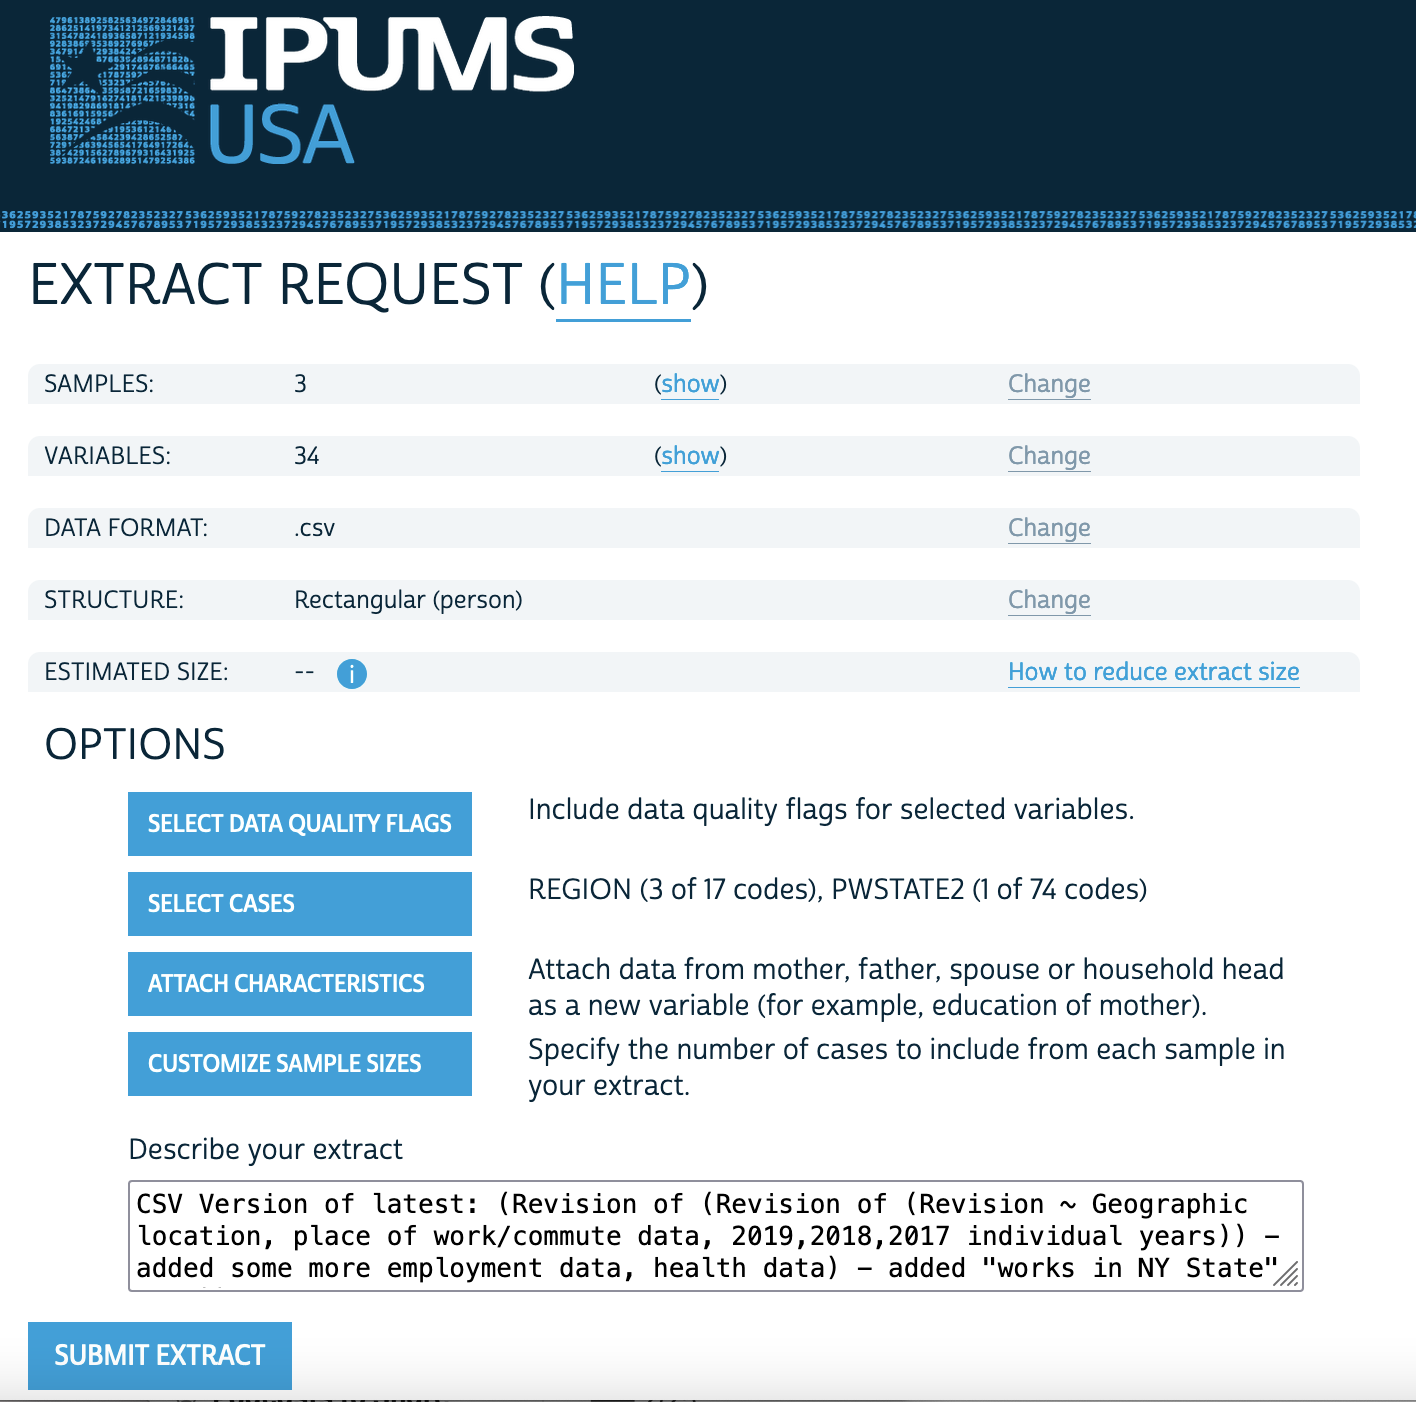 IPUMS
USA
EXTRACT REQUEST (HELP)
SAMPLES: 3 (show) Change
VARIABLES: 34 (show) Change
DATA FORMAT: .csv Change
STRUCTURE: Rectangular (person) Change
ESTIMATED SIZE: -- i How to reduce extract size
OPTIONS
SELECT DATA QUALITY FLAGS Include data quality flags for selected variables.
SELECT CASES REGION (3 of 17 codes), PWSTATE2 (1 of 74 codes)
ATTACH CHARACTERISTICS Attach data from mother, father, spouse or household head
as a new variable (for example, education of mother).
CUSTOMIZE SAMPLE SIZES Specify the number of cases to include from each sample in
your extract.
Describe your extract
CSV Version of latest: (Revision of (Revision of (Revision ~ Geographic
location, place of work/commute data, 2019,2018,2017 individual years)) –
added some more employment data, health data) – added "works in NY State"
SUBMIT EXTRACT